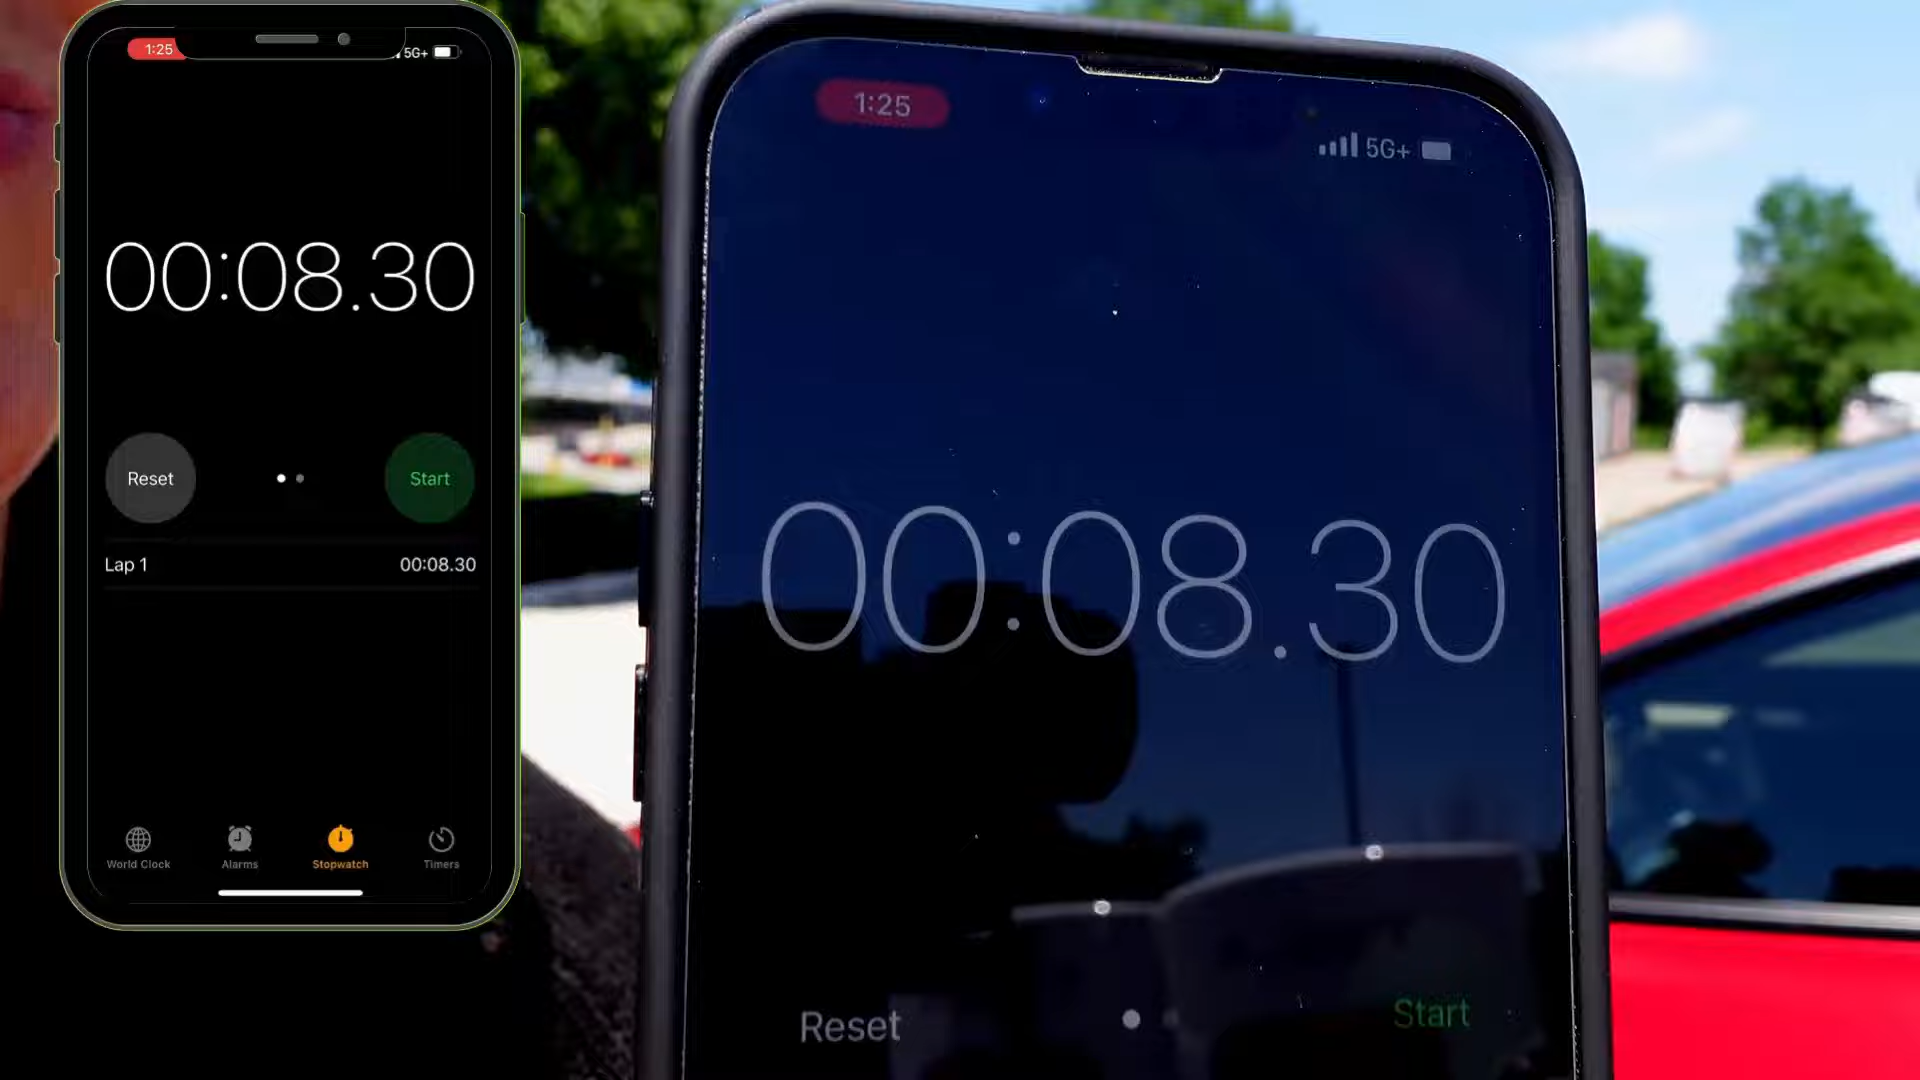 1:25
5G+
00:08.30
Reset
Start
Lap 1 00:08.30
World Clock Alarms Stopwatch Timers
1:25
5G+
00:08.30
Reset
Start